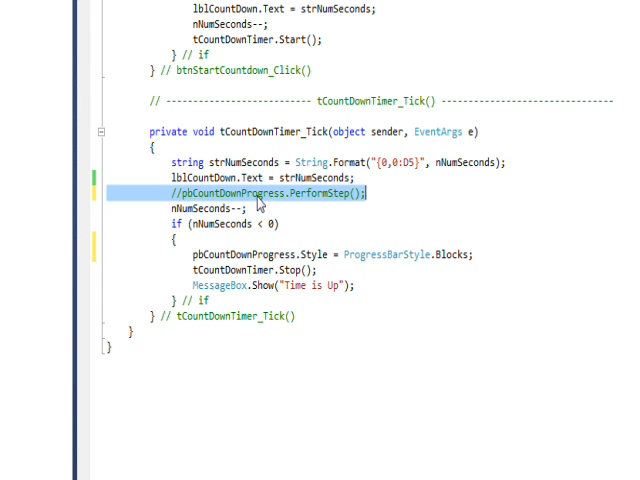 lblCountDown.Text = strNumSeconds;
nNumSeconds--;
tCountDownTimer.Start();
} // if
} // btnStartCountdown_Click()
// --------------------------- tCountDownTimer_Tick() --------------------------------
private void tCountDownTimer_Tick(object sender, EventArgs e)
{
string strNumSeconds = String.Format("{0,0:D5}", nNumSeconds);
lblCountDown.Text = strNumSeconds;
//pbCountDownProgress.PerformStep();
nNumSeconds--;
if (nNumSeconds < 0)
{
pbCountDownProgress.Style = ProgressBarStyle.Blocks;
tCountDownTimer.Stop();
MessageBox.Show("Time is Up");
} // if
} // tCountDownTimer_Tick()
}
}